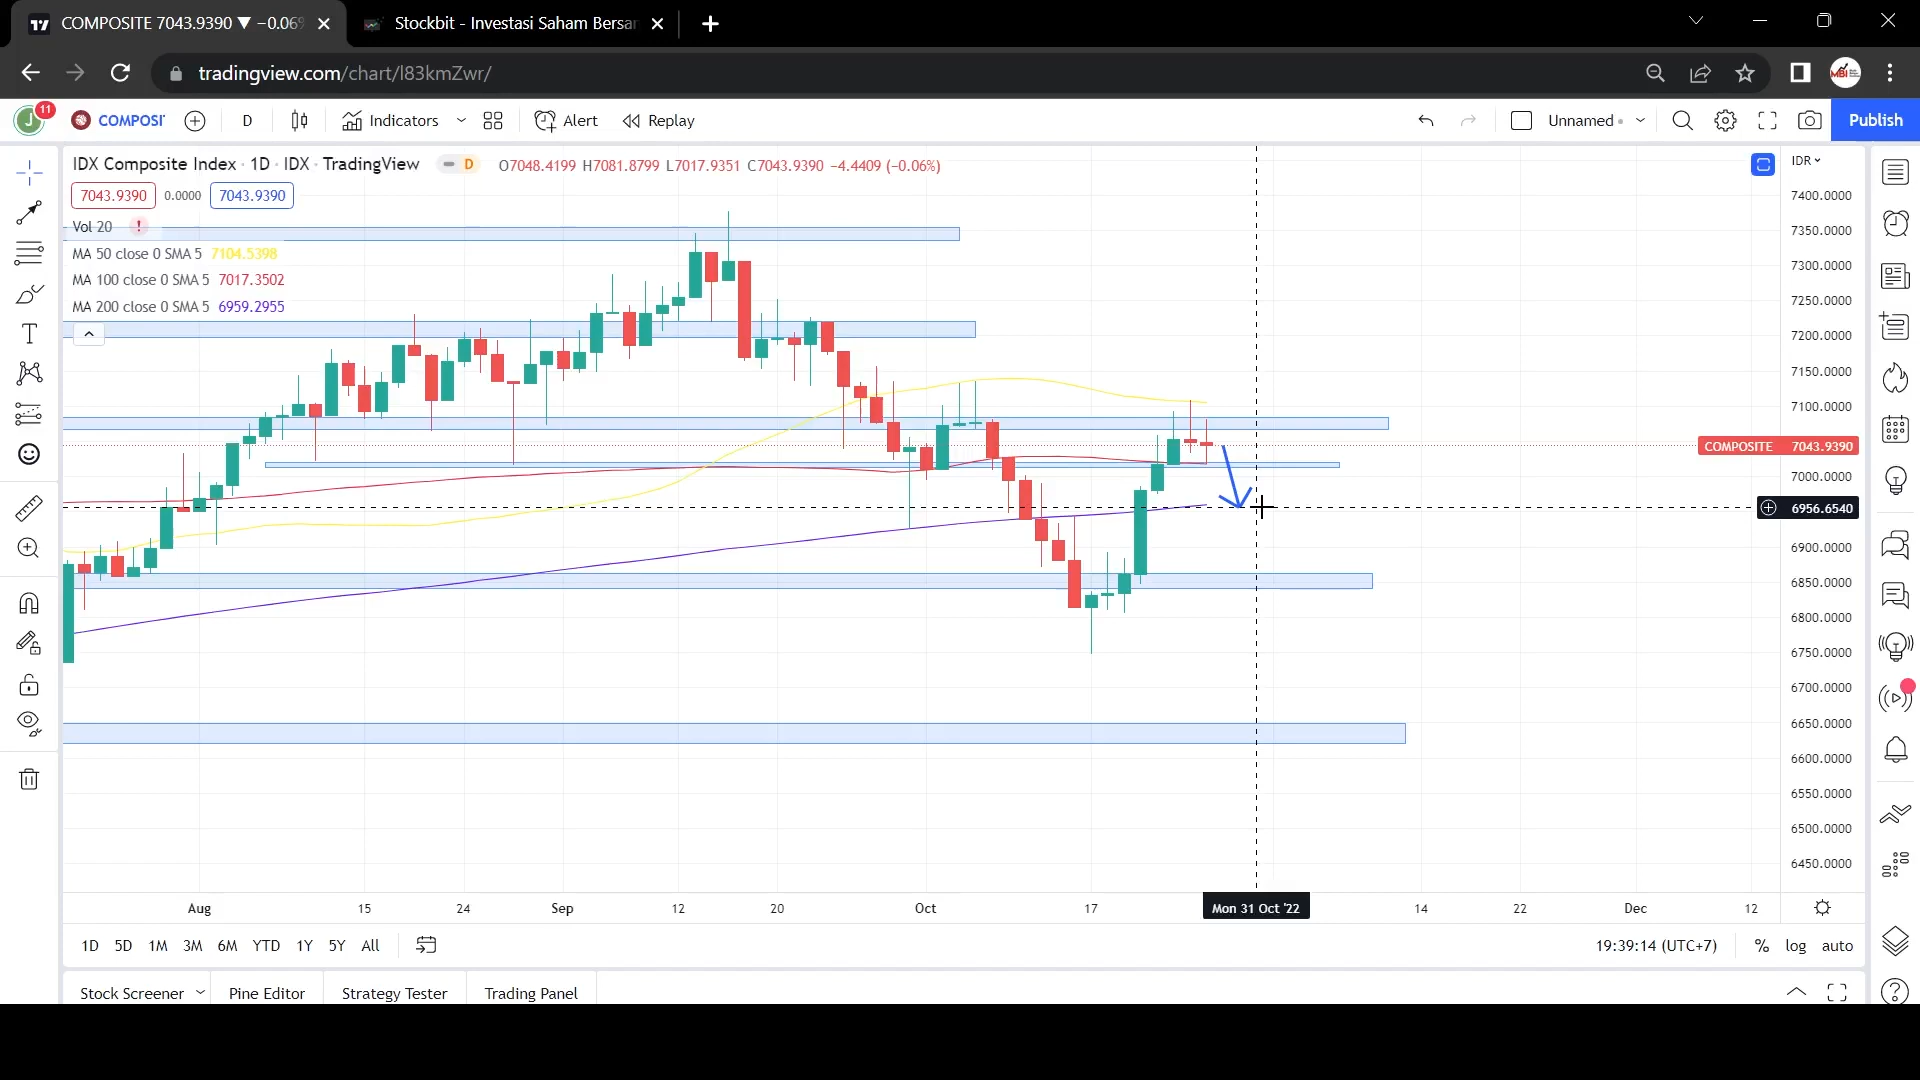 COMPOSITE 7043.9390 ▼ −0.06%
Stockbit - Investasi Saham Bersar
tradingview.com/chart/l83kmZwr/
MBI
J 11 COMPOSIT D Indicators Alert Replay Unnamed Publish
IDX Composite Index · 1D · IDX · TradingView D O7048.4199 H7081.8799 L7017.9351 C7043.9390 −4.4409 (−0.06%)
IDR
7043.9390 0.0000 7043.9390
Vol 20 !
MA 50 close 0 SMA 5 7104.5398
MA 100 close 0 SMA 5 7017.3502
MA 200 close 0 SMA 5 6959.2955
7400.0000
7350.0000
7300.0000
7250.0000
7200.0000
7150.0000
7100.0000
COMPOSITE 7043.9390
7000.0000
6956.6540
6900.0000
6850.0000
6800.0000
6750.0000
6700.0000
6650.0000
6600.0000
6550.0000
6500.0000
6450.0000
Aug 15 24 Sep 12 20 Oct 17 Mon 31 Oct '22 14 22 Dec 12
1D 5D 1M 3M 6M YTD 1Y 5Y All 19:39:14 (UTC+7) % log auto
Stock Screener Pine Editor Strategy Tester Trading Panel